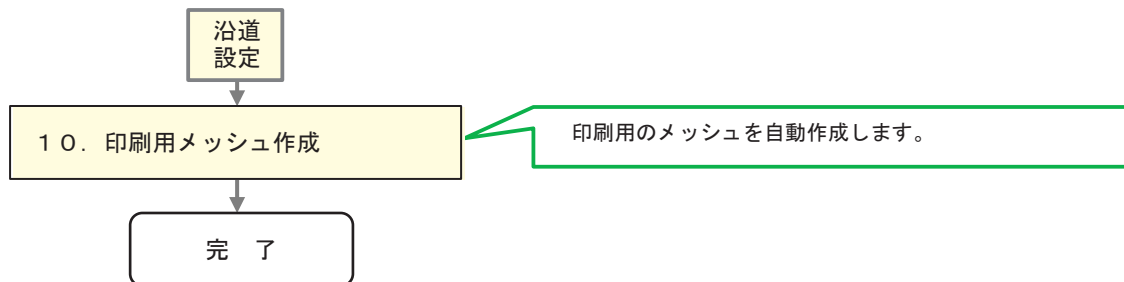 沿道
設定
１０．印刷用メッシュ作成
印刷用のメッシュを自動作成します。
完　了